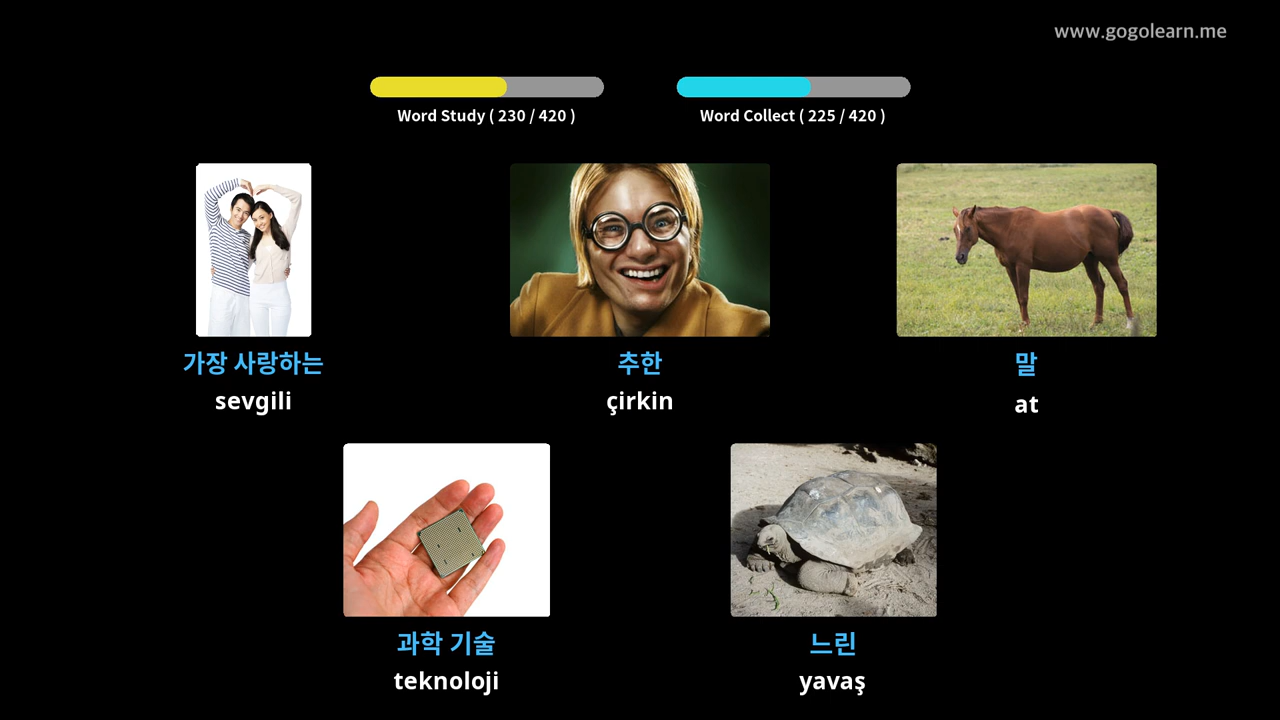 www.gogolearn.me
Word Study ( 230 / 420 )
Word Collect ( 225 / 420 )
가장 사랑하는
sevgili
추한
çirkin
말
at
과학 기술
teknoloji
느린
yavaş